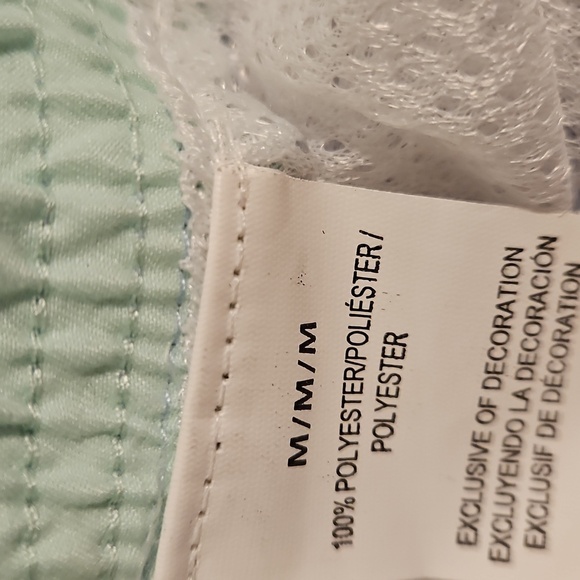 M/M/M
100% POLYESTER/POLIÉSTER/
POLYESTER
EXCLUSIVE OF DECORATION
EXCLUYENDO LA DECORACIÓN
EXCLUSIF DE DÉCORATION